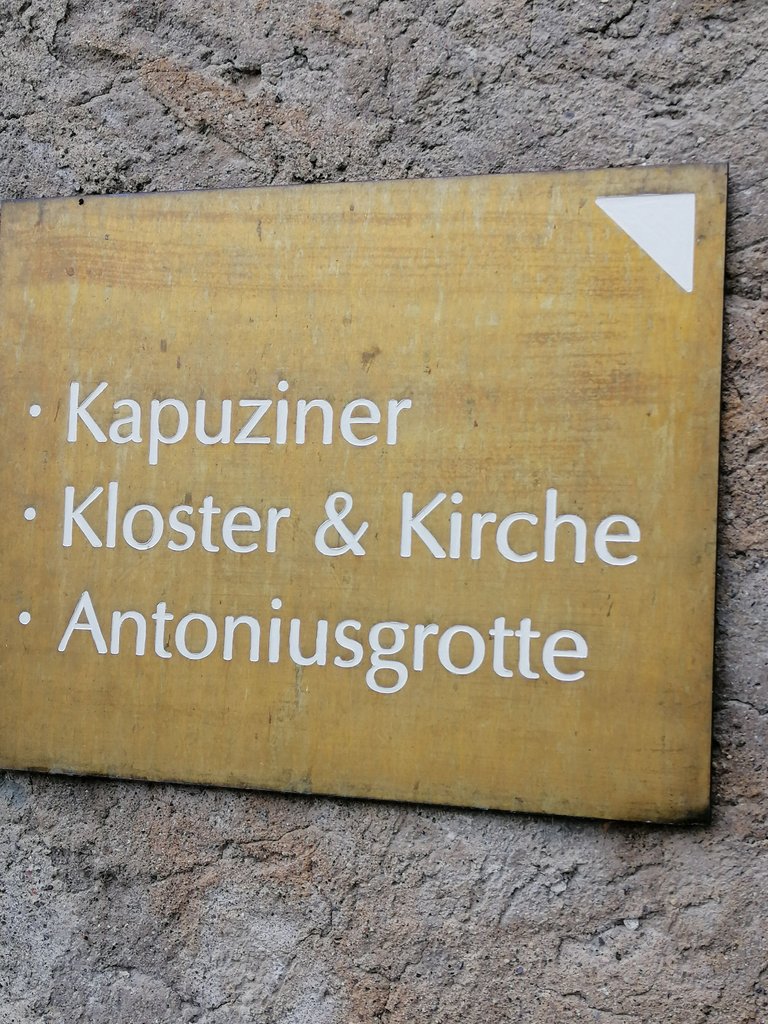 · Kapuziner
· Kloster & Kirche
· Antoniusgrotte